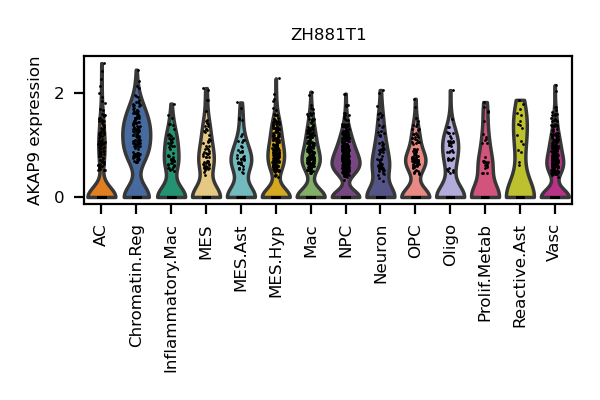 ZH881T1
AKAP9 expression
2
0
AC
Chromatin.Reg
Inflammatory.Mac
MES
MES.Ast
MES.Hyp
Mac
NPC
Neuron
OPC
Oligo
Prolif.Metab
Reactive.Ast
Vasc